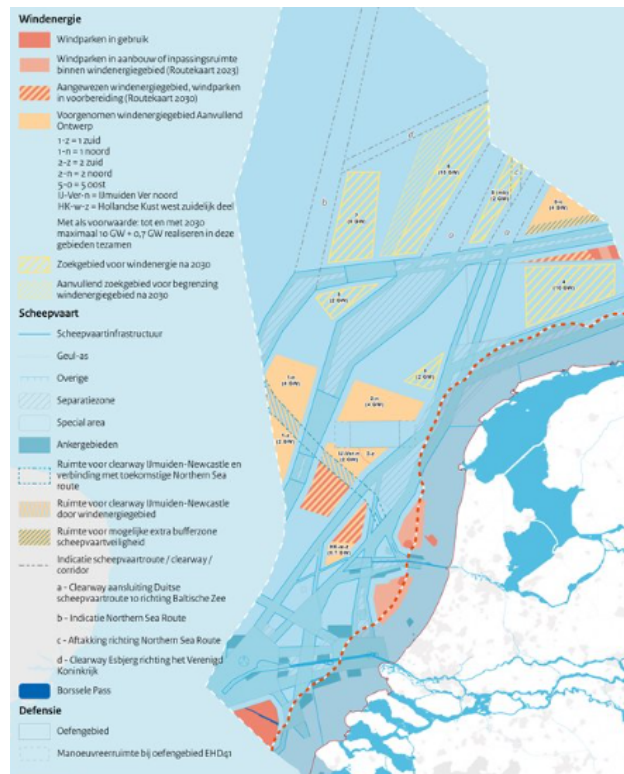 Windenergie
Windparken in gebruik
Windparken in aanbouw of inpassingsruimte
binnen windenergiegebied (Routekaart 2023)
Aangewezen windenergiegebied, windparken
in voorbereiding (Routekaart 2030)
Voorgenomen windenergiegebied Aanvullend
Ontwerp
1-z = 1 zuid
1-n = 1 noord
2-z = 2 zuid
2-n = 2 noord
5-o = 5 oost
IJ-Ver-n = IJmuiden Ver noord
HK-w-z = Hollandse Kust west zuidelijk deel
Met als voorwaarde: tot en met 2030
maximaal 10 GW + 0,7 GW realiseren in deze
gebieden tezamen
Zoekgebied voor windenergie na 2030
Aanvullend zoekgebied voor begrenzing
windenergiegebied na 2030
Scheepvaart
Scheepvaartinfrastructuur
Geul-as
Overige
Separatiezone
Special area
Ankergebieden
Ruimte voor clearway IJmuiden-Newcastle en
verbinding met toekomstige Northern Sea
route
Ruimte voor clearway IJmuiden-Newcastle
door windenergiegebied
Ruimte voor mogelijke extra bufferzone
scheepvaartveiligheid
Indicatie scheepvaartroute / clearway /
corridor
a - Clearway aansluiting Duitse
scheepvaartroute 10 richting Baltische Zee
b - Indicatie Northern Sea Route
c - Aftakking richting Northern Sea Route
d - Clearway Esbjerg richting het Verenigd
Koninkrijk
Borssele Pass
Defensie
Oefengebied
Manoeuvreerruimte bij oefengebied EHD41